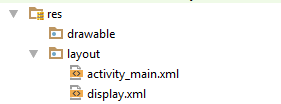 res
drawable
layout
activity_main.xml
display.xml